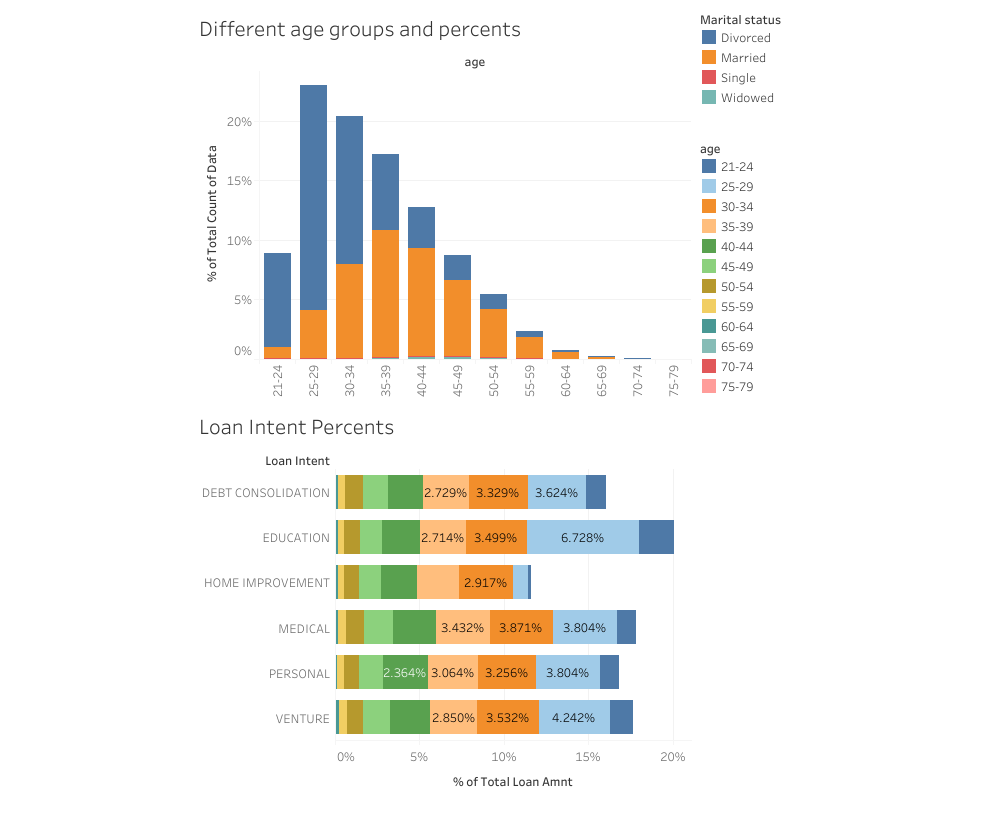 Different age groups and percents
age
% of Total Count of Data
20%
15%
10%
5%
0%
21-24
25-29
30-34
35-39
40-44
45-49
50-54
55-59
60-64
65-69
70-74
75-79
Marital status
Divorced
Married
Single
Widowed
age
21-24
25-29
30-34
35-39
40-44
45-49
50-54
55-59
60-64
65-69
70-74
75-79
Loan Intent Percents
Loan Intent
DEBT CONSOLIDATION 2.729% 3.329% 3.624%
EDUCATION 2.714% 3.499% 6.728%
HOME IMPROVEMENT 2.917%
MEDICAL 3.432% 3.871% 3.804%
PERSONAL 2.364% 3.064% 3.256% 3.804%
VENTURE 2.850% 3.532% 4.242%
0% 5% 10% 15% 20%
% of Total Loan Amnt